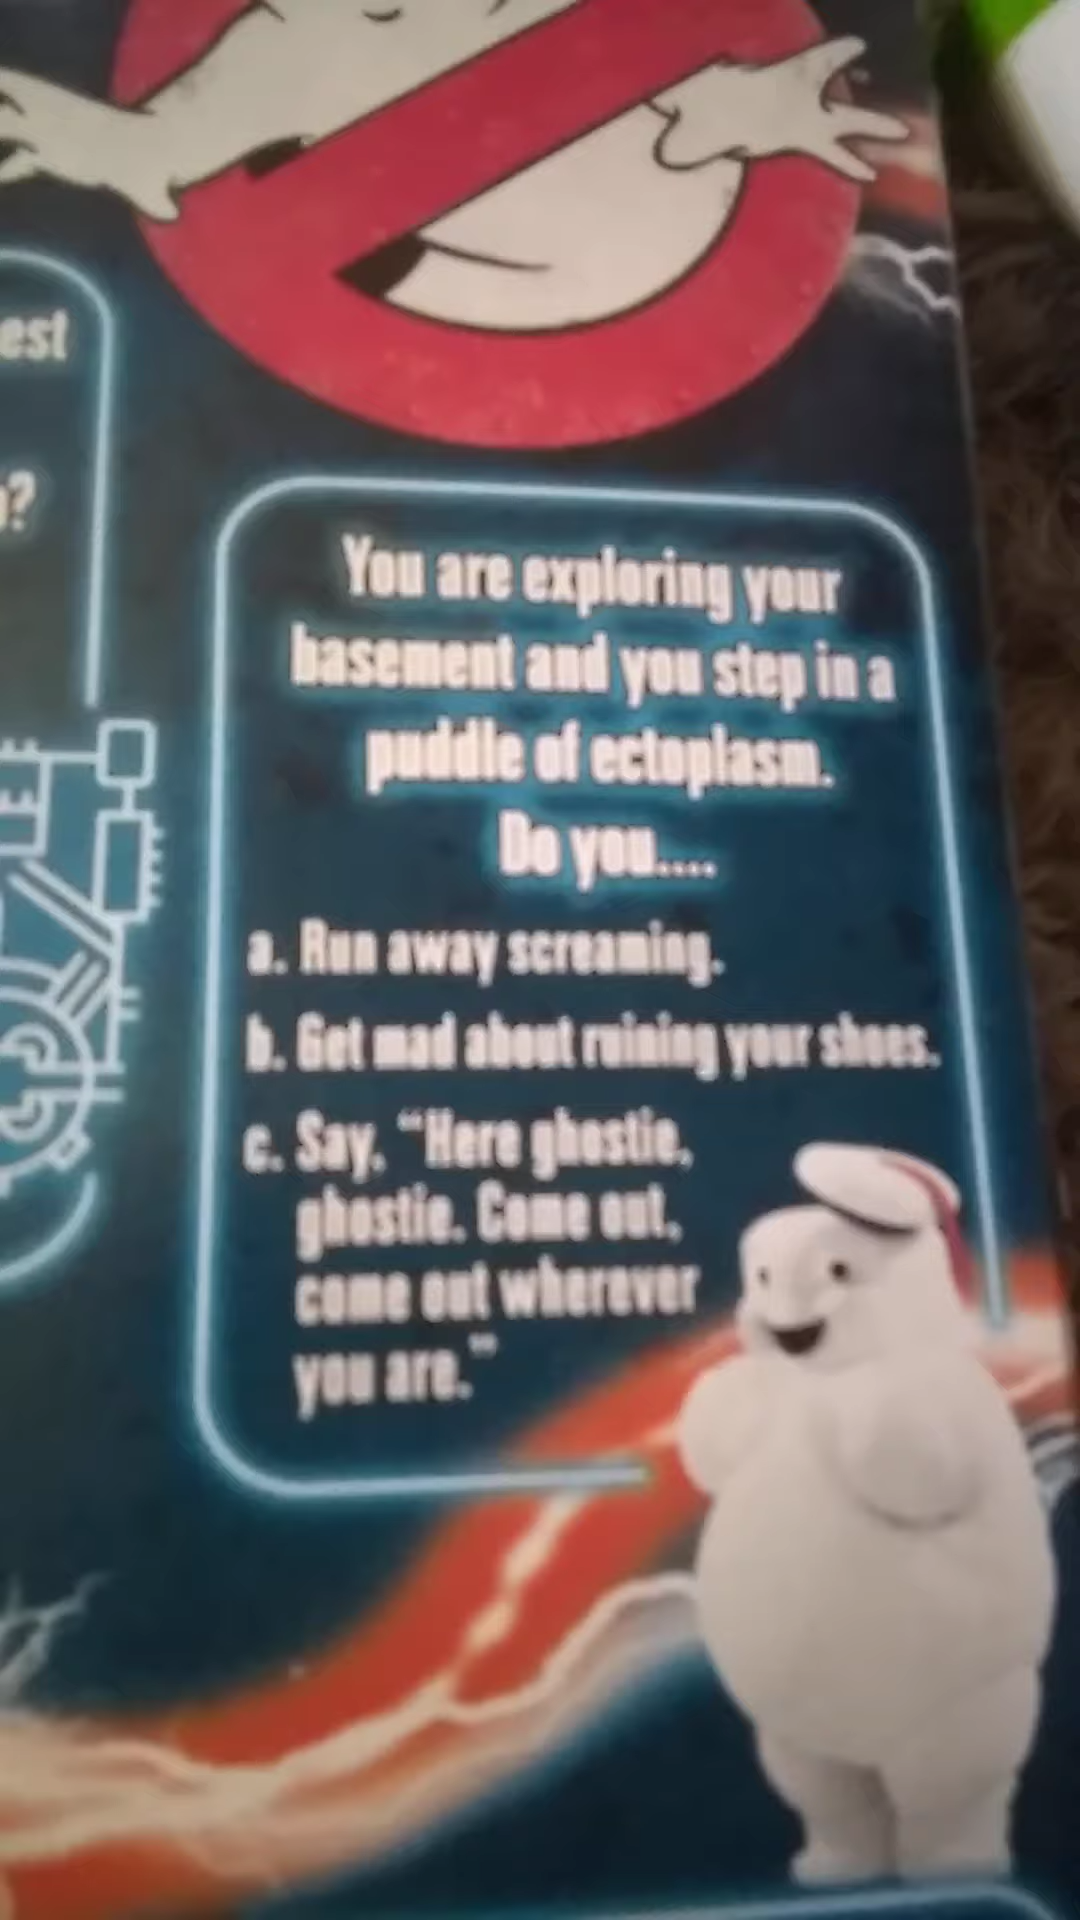 est
?
You are exploring your
basement and you step in a
puddle of ectoplasm.
Do you....
a. Run away screaming.
b. Get mad about ruining your shoes.
c. Say, "Here ghostie,
ghostie. Come out,
come out wherever
you are."